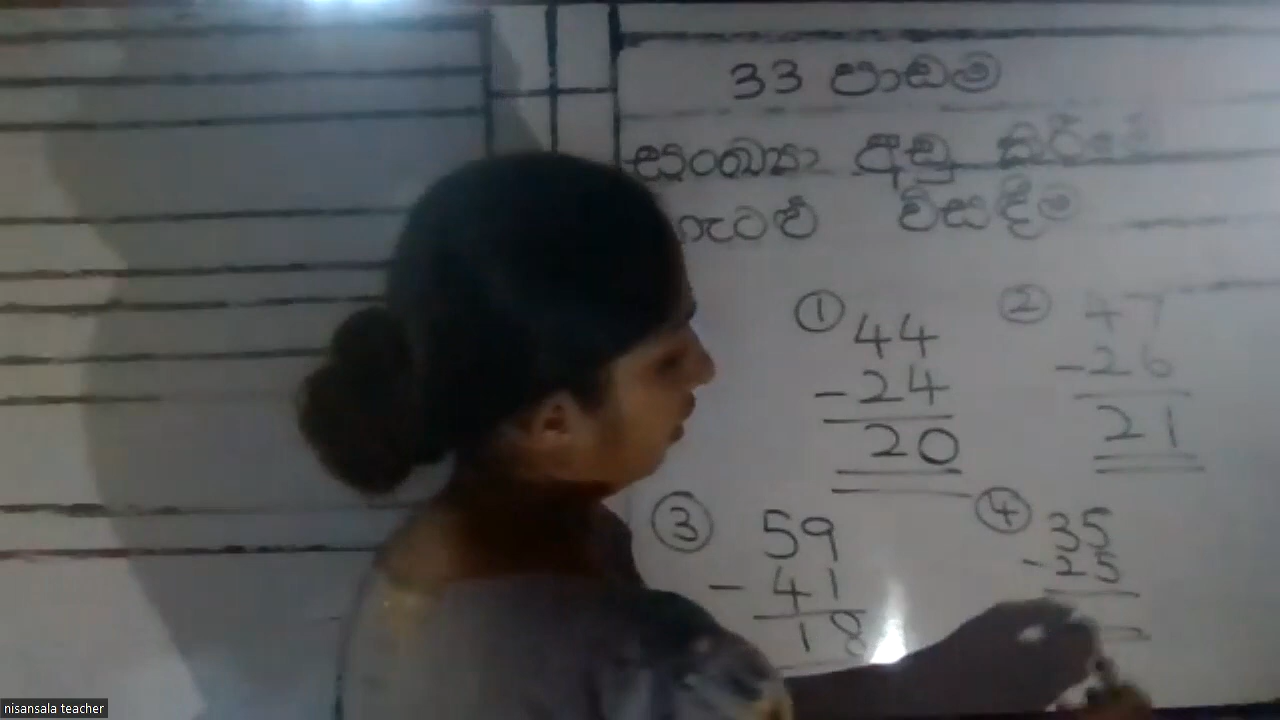 33 පාඩම
සංඛ්‍යා අඩු කිරීමේ
ගැටළු විසඳීම
① 44
- 24
20
② 47
- 26
21
③ 59
- 41
18
④ 35
- 25
nisansala teacher